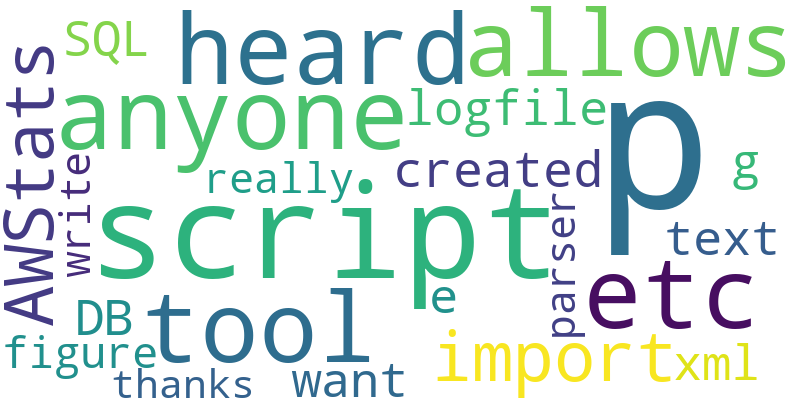 SQL
heard
allows
AWStats
anyone
logfile
p
write
really
created
g
script
parser
text
DB
tool
e
etc
figure
import
xml
thanks
want